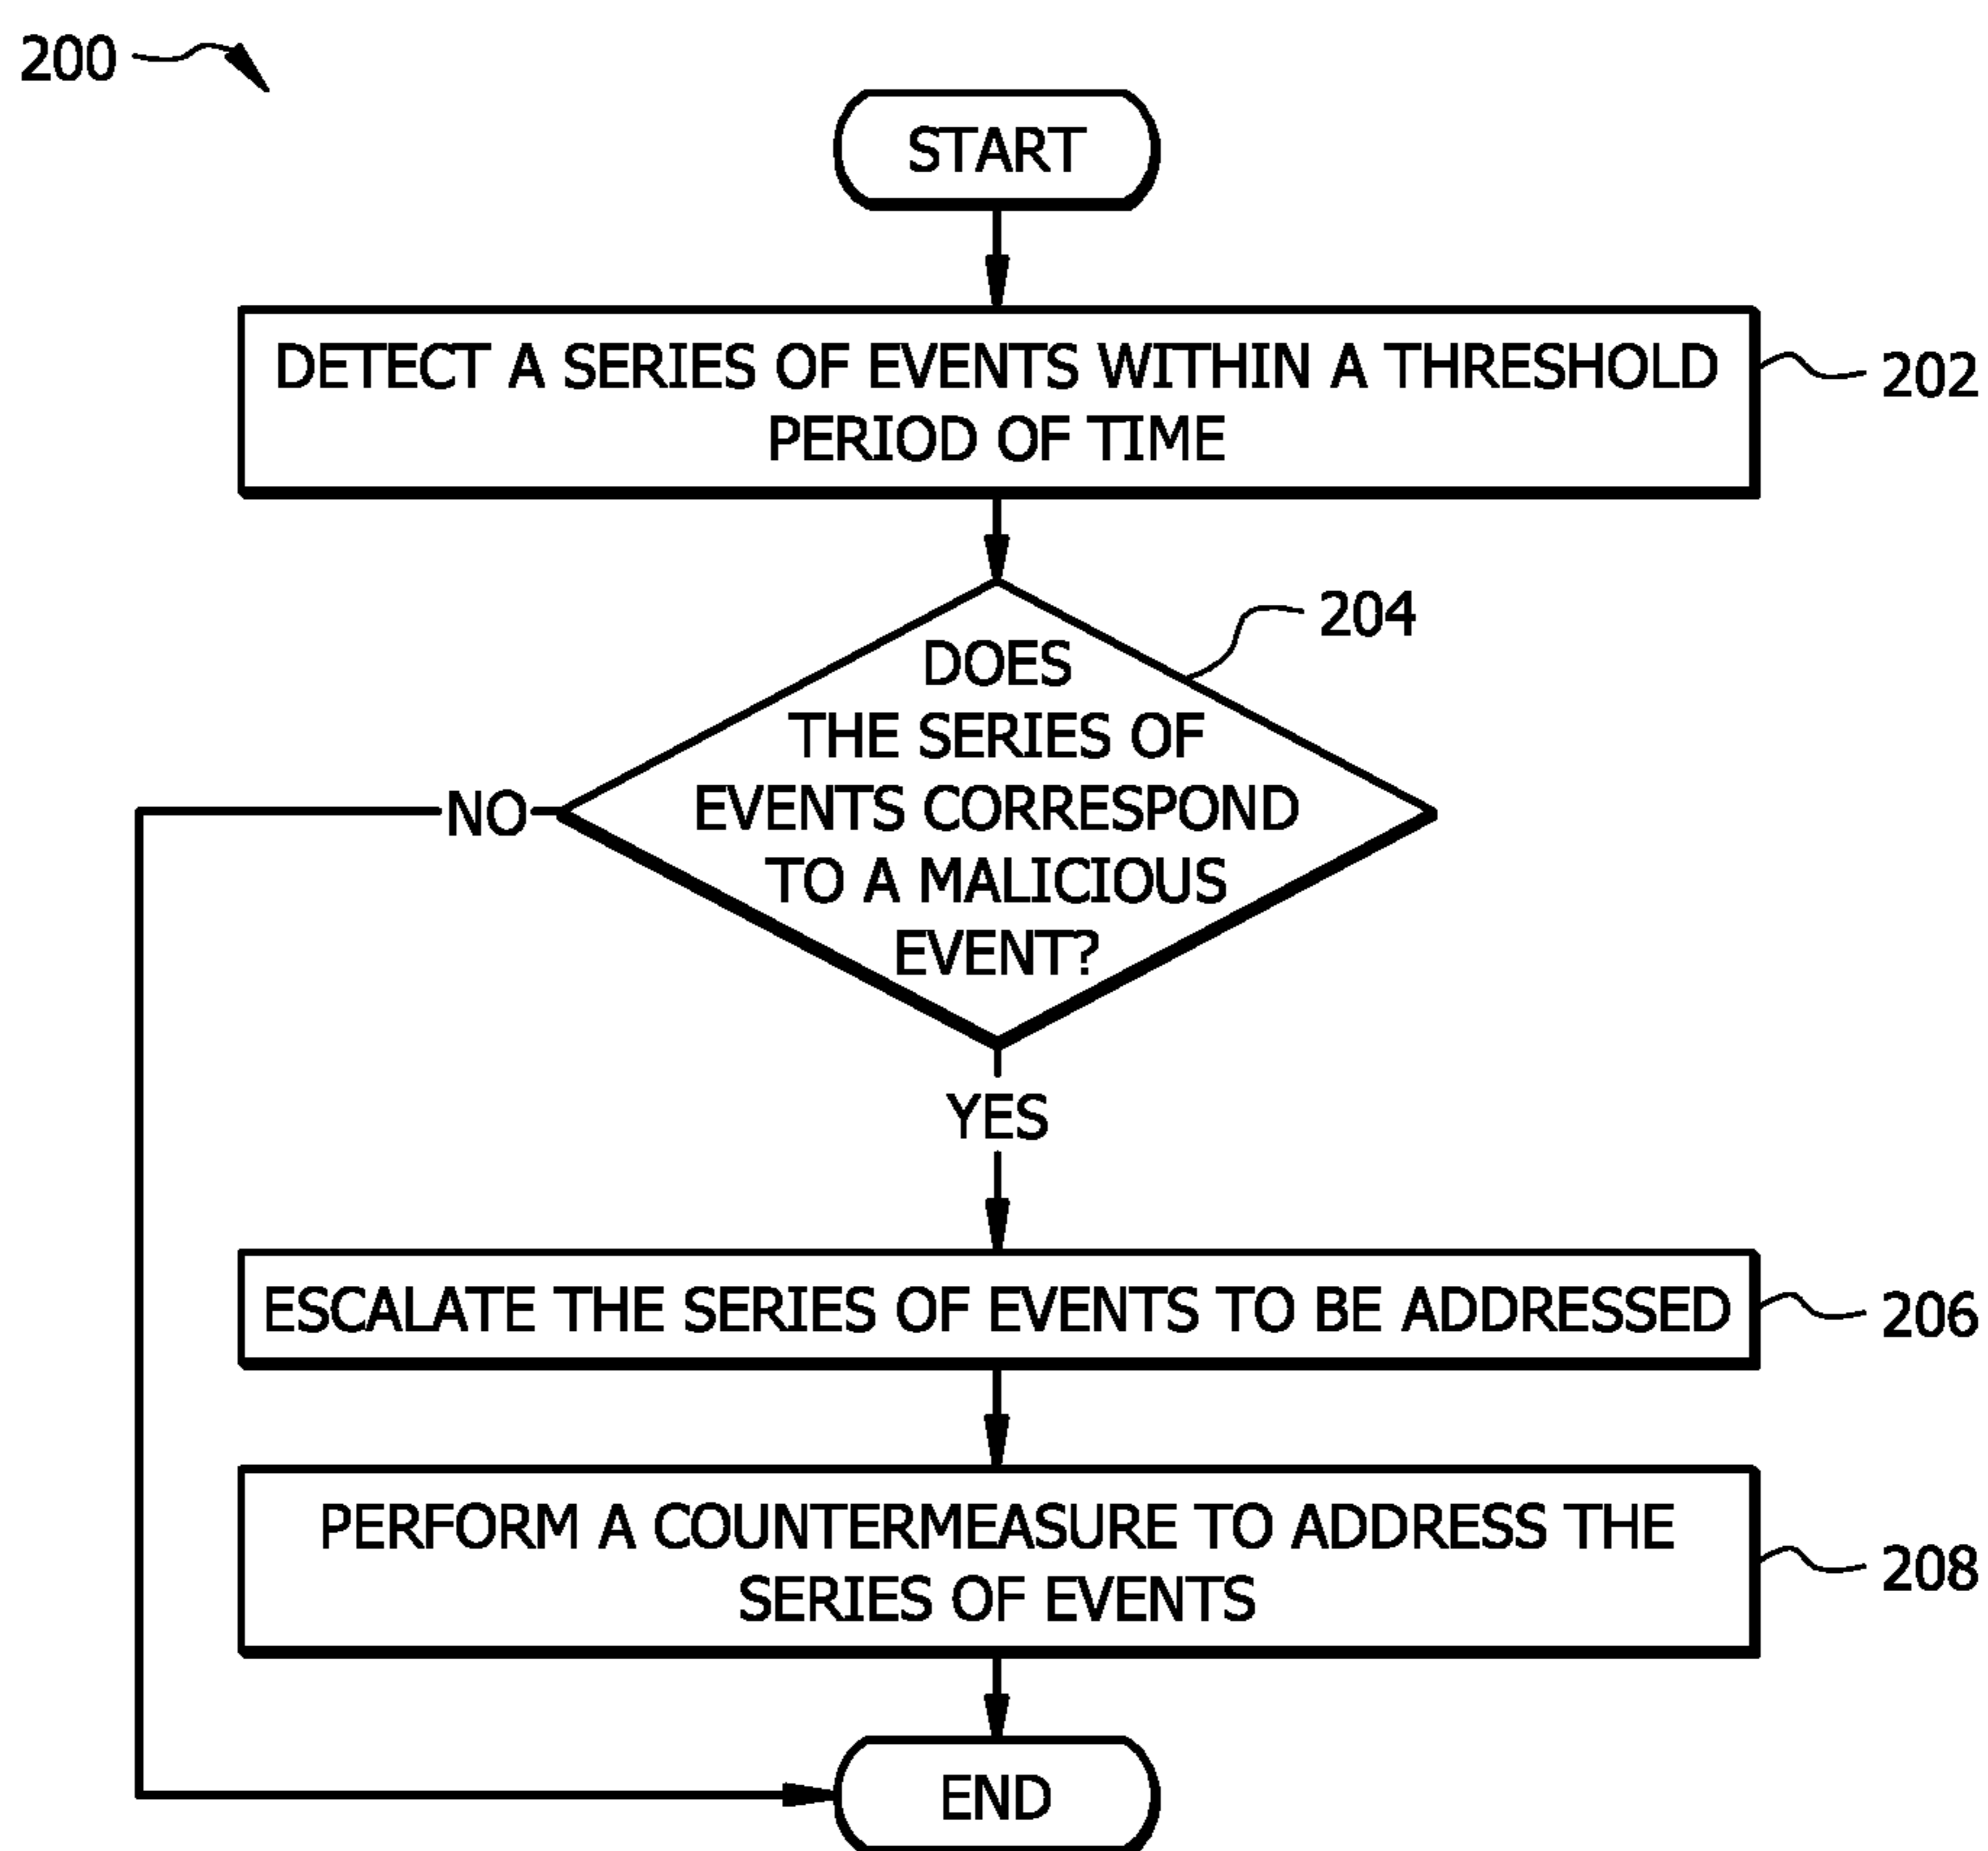 200
START
DETECT A SERIES OF EVENTS WITHIN A THRESHOLD
PERIOD OF TIME
202
204
DOES
THE SERIES OF
EVENTS CORRESPOND
TO A MALICIOUS
EVENT?
NO
YES
ESCALATE THE SERIES OF EVENTS TO BE ADDRESSED
206
PERFORM A COUNTERMEASURE TO ADDRESS THE
SERIES OF EVENTS
208
END